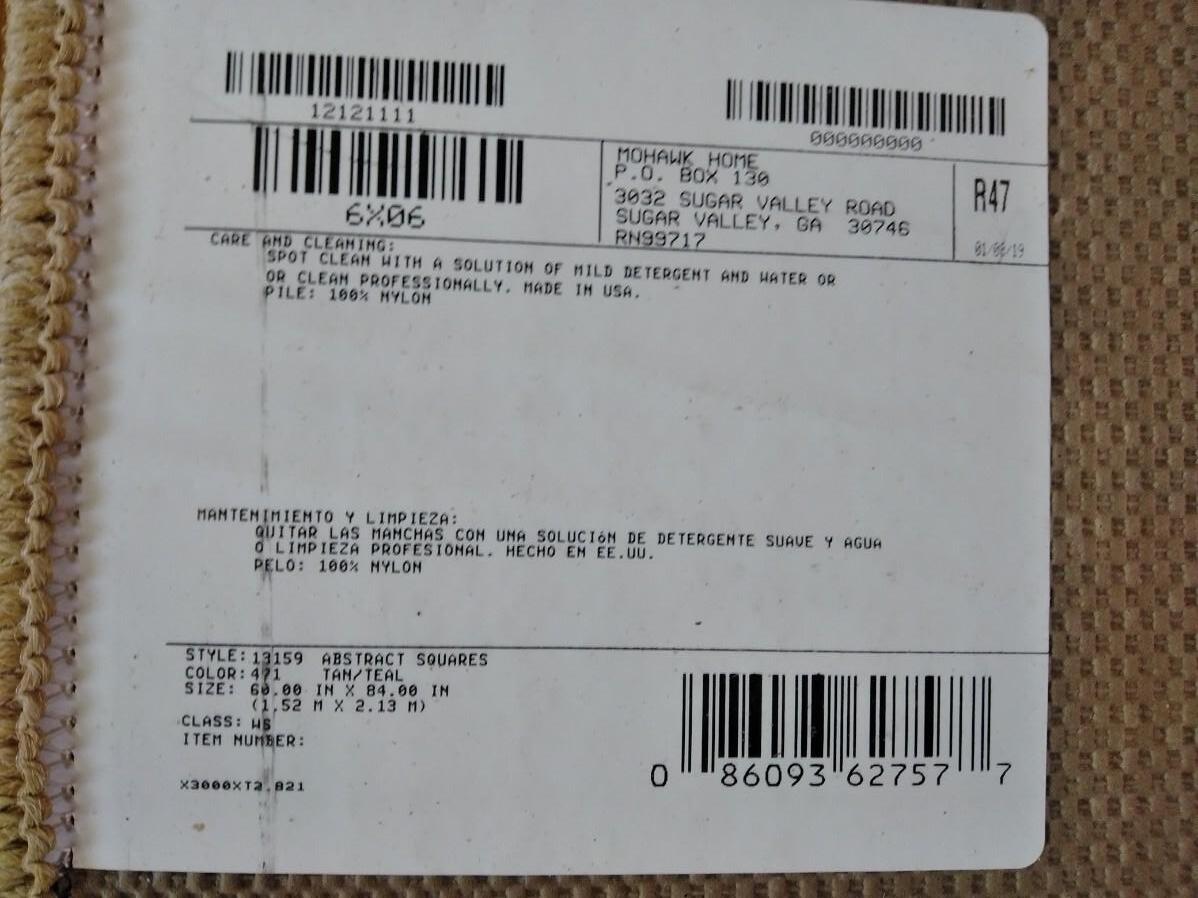 12121111
000000000
6X06
MOHAWK HOME
P.O. BOX 130
3032 SUGAR VALLEY ROAD
SUGAR VALLEY, GA 30746
RN99717
R47
01/08/19
CARE AND CLEANING:
SPOT CLEAN WITH A SOLUTION OF MILD DETERGENT AND WATER OR
OR CLEAN PROFESSIONALLY. MADE IN USA.
PILE: 100% NYLON
MANTENIMIENTO Y LIMPIEZA:
QUITAR LAS MANCHAS CON UNA SOLUCIóN DE DETERGENTE SUAVE Y AGUA
O LIMPIEZA PROFESIONAL. HECHO EN EE.UU.
PELO: 100% NYLON
STYLE: 13159 ABSTRACT SQUARES
COLOR: 471 TAN/TEAL
SIZE: 60.00 IN X 84.00 IN
(1.52 M X 2.13 M)
CLASS: WS
ITEM NUMBER:
X3000XT2.821
0 86093 62757 7